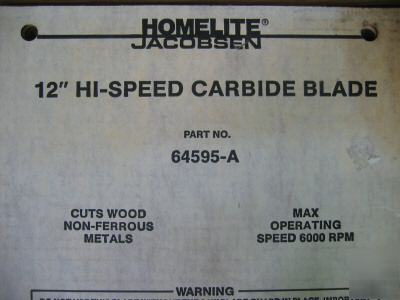 HOMELITE®
JACOBSEN
12" HI-SPEED CARBIDE BLADE
PART NO.
64595-A
CUTS WOOD
NON-FERROUS
METALS
MAX
OPERATING
SPEED 6000 RPM
WARNING